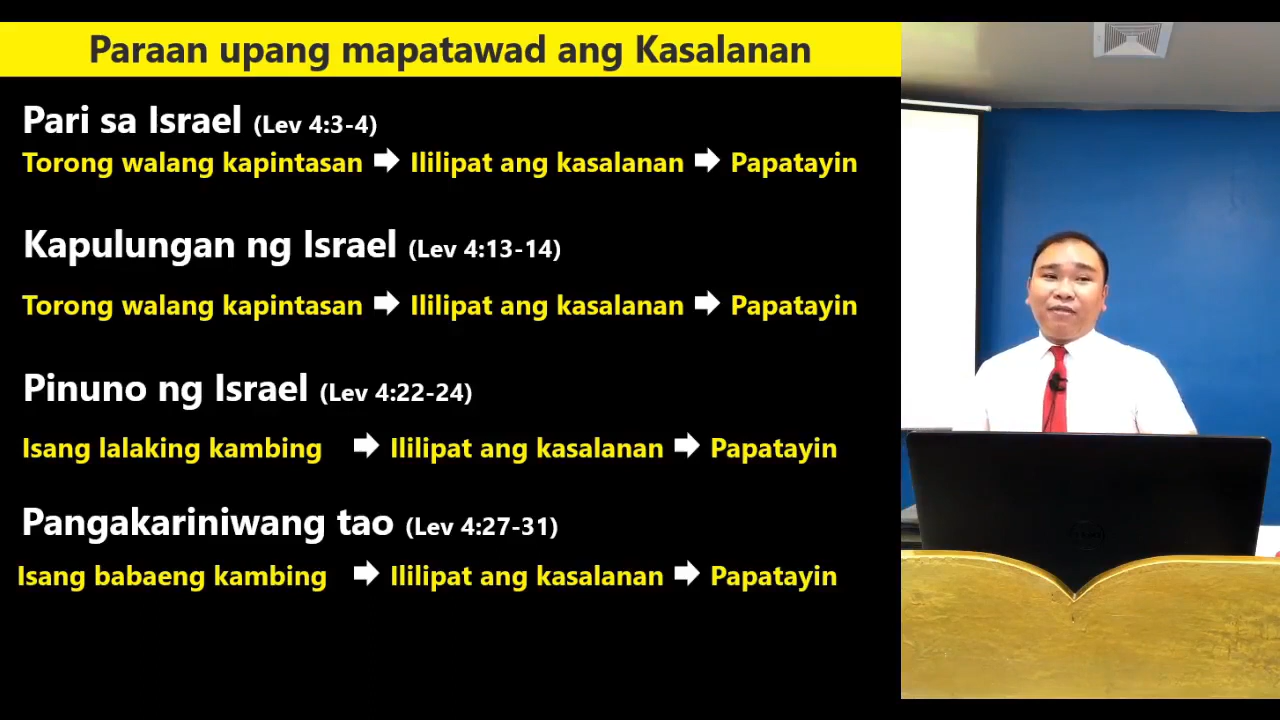 Paraan upang mapatawad ang Kasalanan
Pari sa Israel (Lev 4:3-4)
Torong walang kapintasan ➡ Ililipat ang kasalanan ➡ Papatayin
Kapulungan ng Israel (Lev 4:13-14)
Torong walang kapintasan ➡ Ililipat ang kasalanan ➡ Papatayin
Pinuno ng Israel (Lev 4:22-24)
Isang lalaking kambing ➡ Ililipat ang kasalanan ➡ Papatayin
Pangakariniwang tao (Lev 4:27-31)
Isang babaeng kambing ➡ Ililipat ang kasalanan ➡ Papatayin